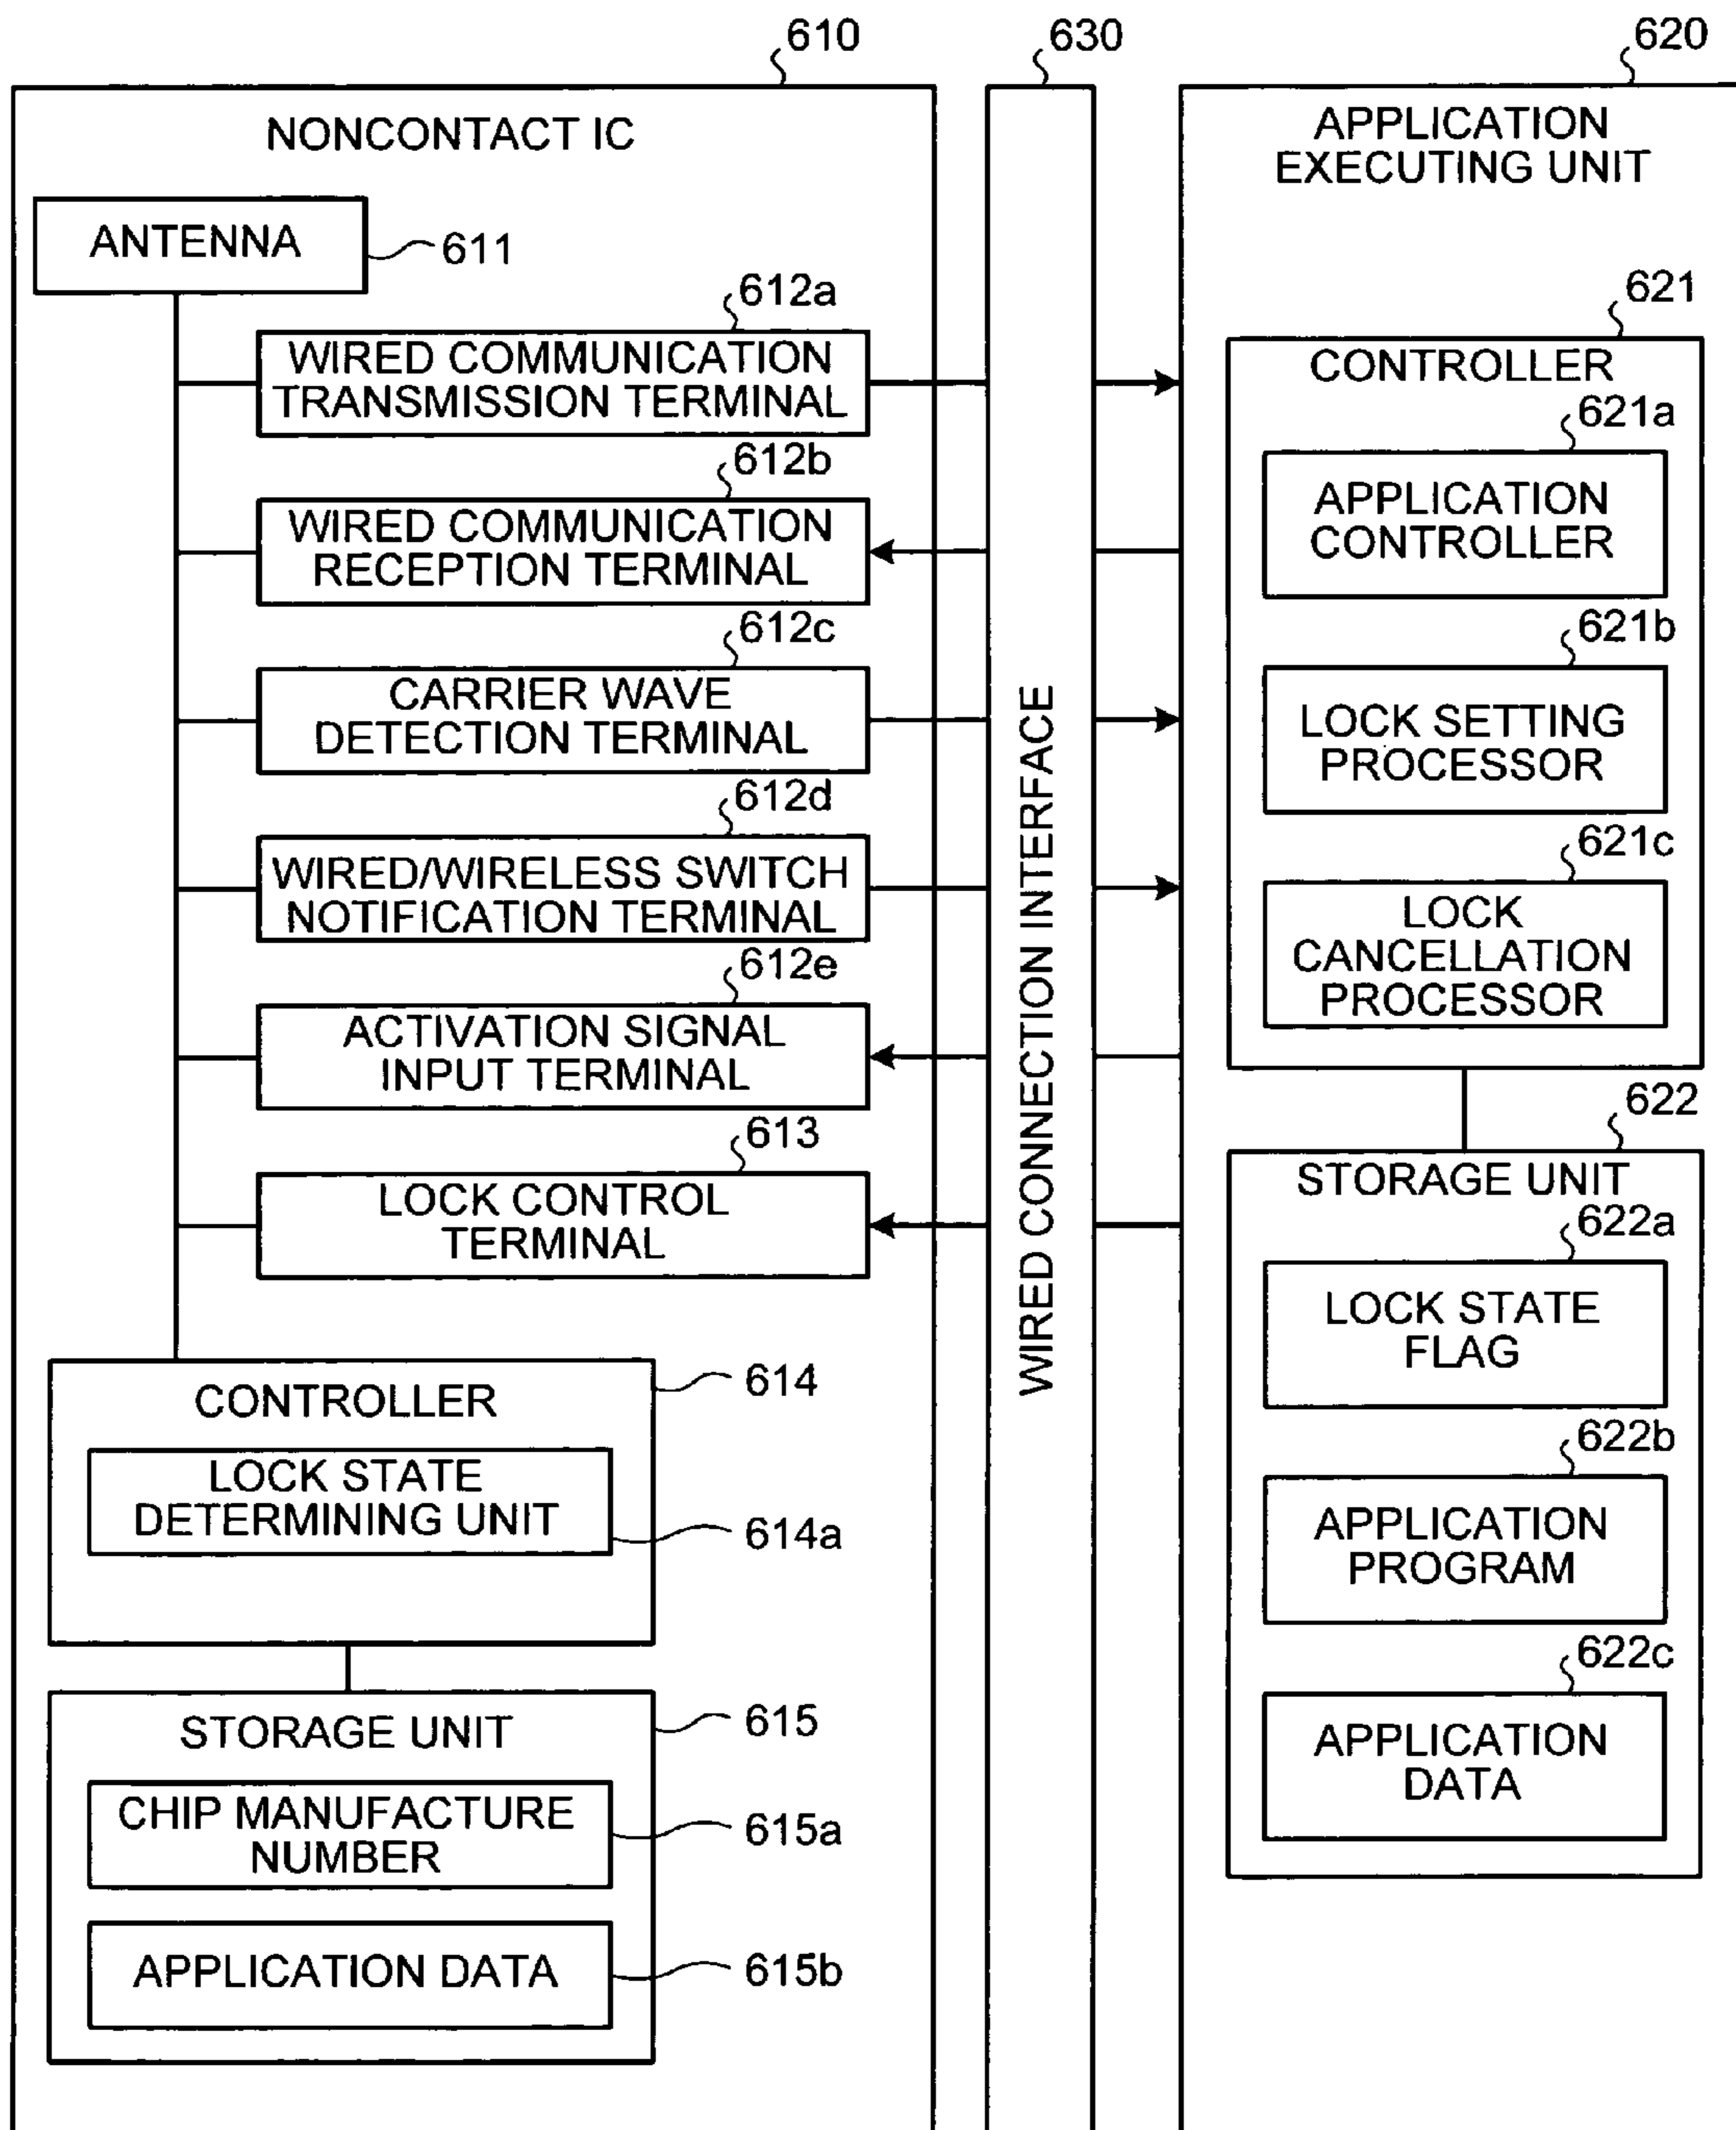 610
630
620
NONCONTACT IC
APPLICATION
EXECUTING UNIT
ANTENNA
611
612a
WIRED COMMUNICATION
TRANSMISSION TERMINAL
612b
WIRED COMMUNICATION
RECEPTION TERMINAL
612c
CARRIER WAVE
DETECTION TERMINAL
612d
WIRED/WIRELESS SWITCH
NOTIFICATION TERMINAL
612e
ACTIVATION SIGNAL
INPUT TERMINAL
613
LOCK CONTROL
TERMINAL
CONTROLLER
614
LOCK STATE
DETERMINING UNIT
614a
STORAGE UNIT
615
CHIP MANUFACTURE
NUMBER
615a
APPLICATION DATA
615b
WIRED CONNECTION INTERFACE
621
CONTROLLER
621a
APPLICATION
CONTROLLER
621b
LOCK SETTING
PROCESSOR
621c
LOCK
CANCELLATION
PROCESSOR
622
STORAGE UNIT
622a
LOCK STATE
FLAG
622b
APPLICATION
PROGRAM
622c
APPLICATION
DATA